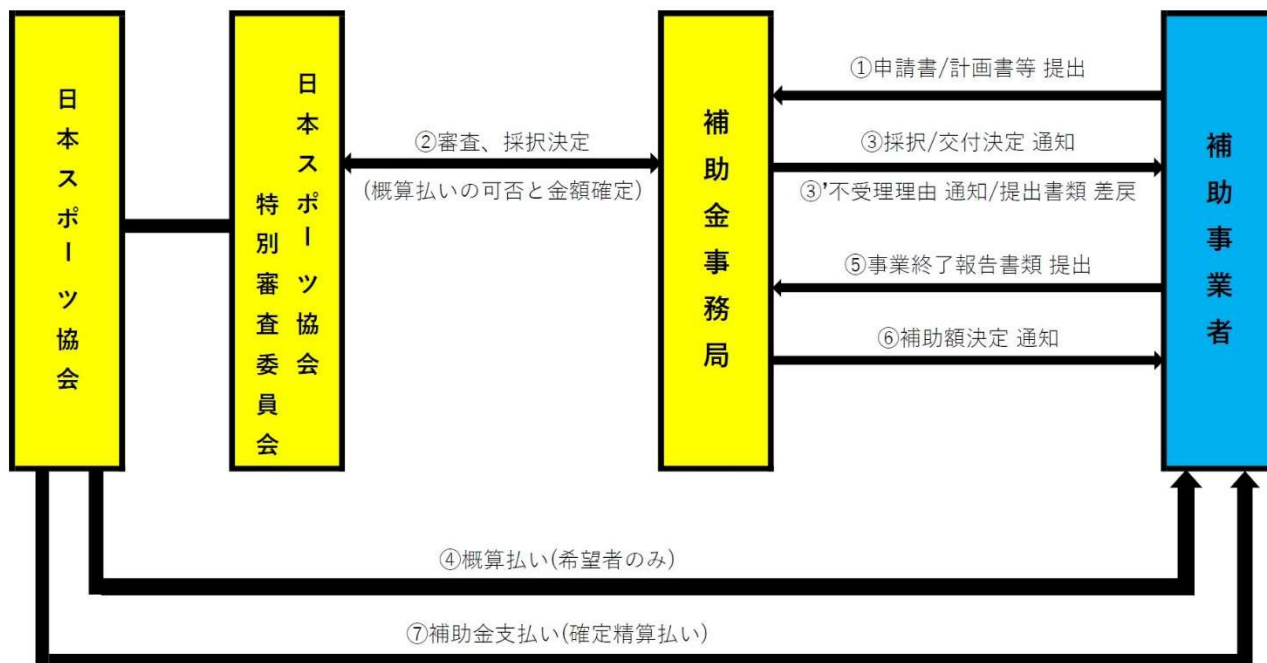 日本スポーツ協会
日本スポーツ協会
特別審査委員会
補助金事務局
補助事業者
①申請書/計画書等 提出
②審査、採択決定
(概算払いの可否と金額確定)
③採択/交付決定 通知
③’不受理理由 通知/提出書類 差戻
⑤事業終了報告書類 提出
⑥補助額決定 通知
④概算払い(希望者のみ)
⑦補助金支払い(確定精算払い)